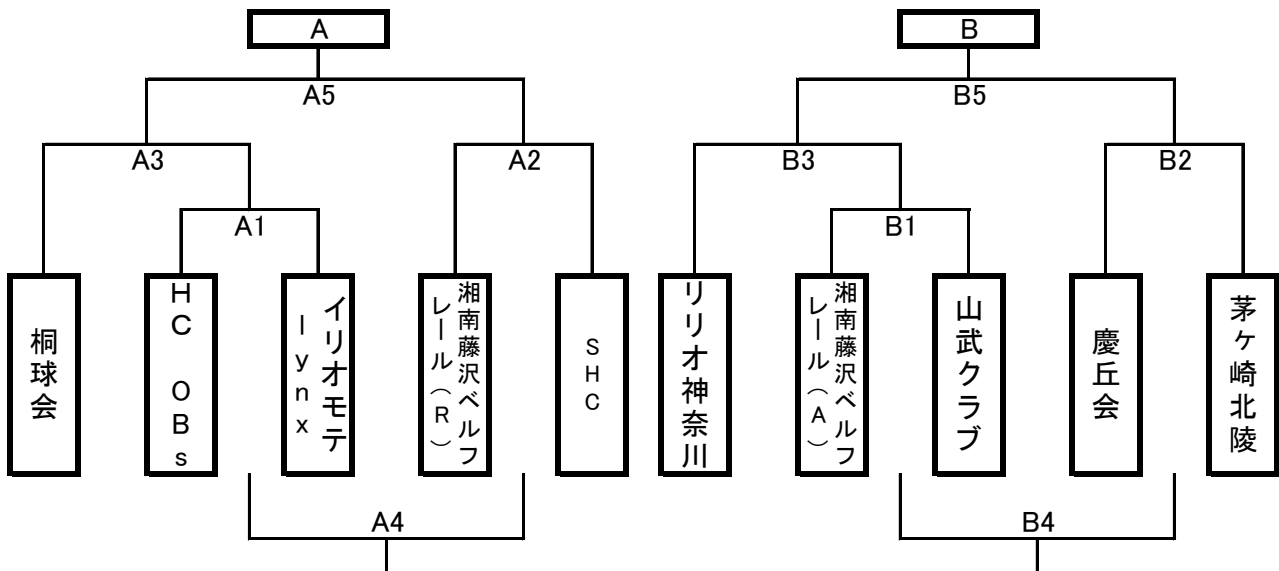 A
B
A5
B5
A3
A2
B3
B2
A1
B1
桐球会
HC OBs
イリオモテ
lynx
湘南藤沢ベルフ
レール（R）
SHC
リリオ神奈川
湘南藤沢ベルフ
レール（A）
山武クラブ
慶丘会
茅ヶ崎北陵
A4
B4